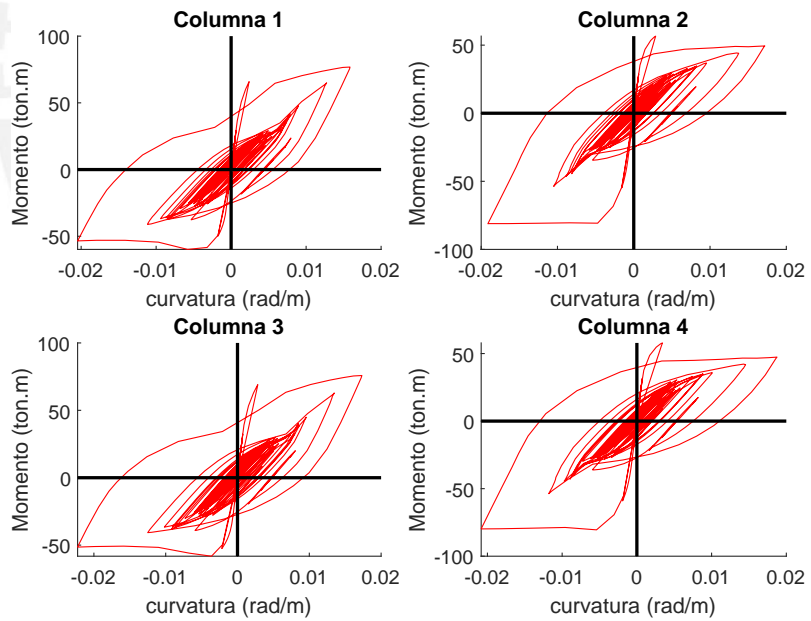 Columna 1
100
50
0
-50
Momento (ton.m)
-0.02 -0.01 0 0.01 0.02
curvatura (rad/m)
Columna 2
50
0
-50
-100
Momento (ton.m)
-0.02 -0.01 0 0.01 0.02
curvatura (rad/m)
Columna 3
100
50
0
-50
Momento (ton.m)
-0.02 -0.01 0 0.01 0.02
curvatura (rad/m)
Columna 4
50
0
-50
-100
Momento (ton.m)
-0.02 -0.01 0 0.01 0.02
curvatura (rad/m)